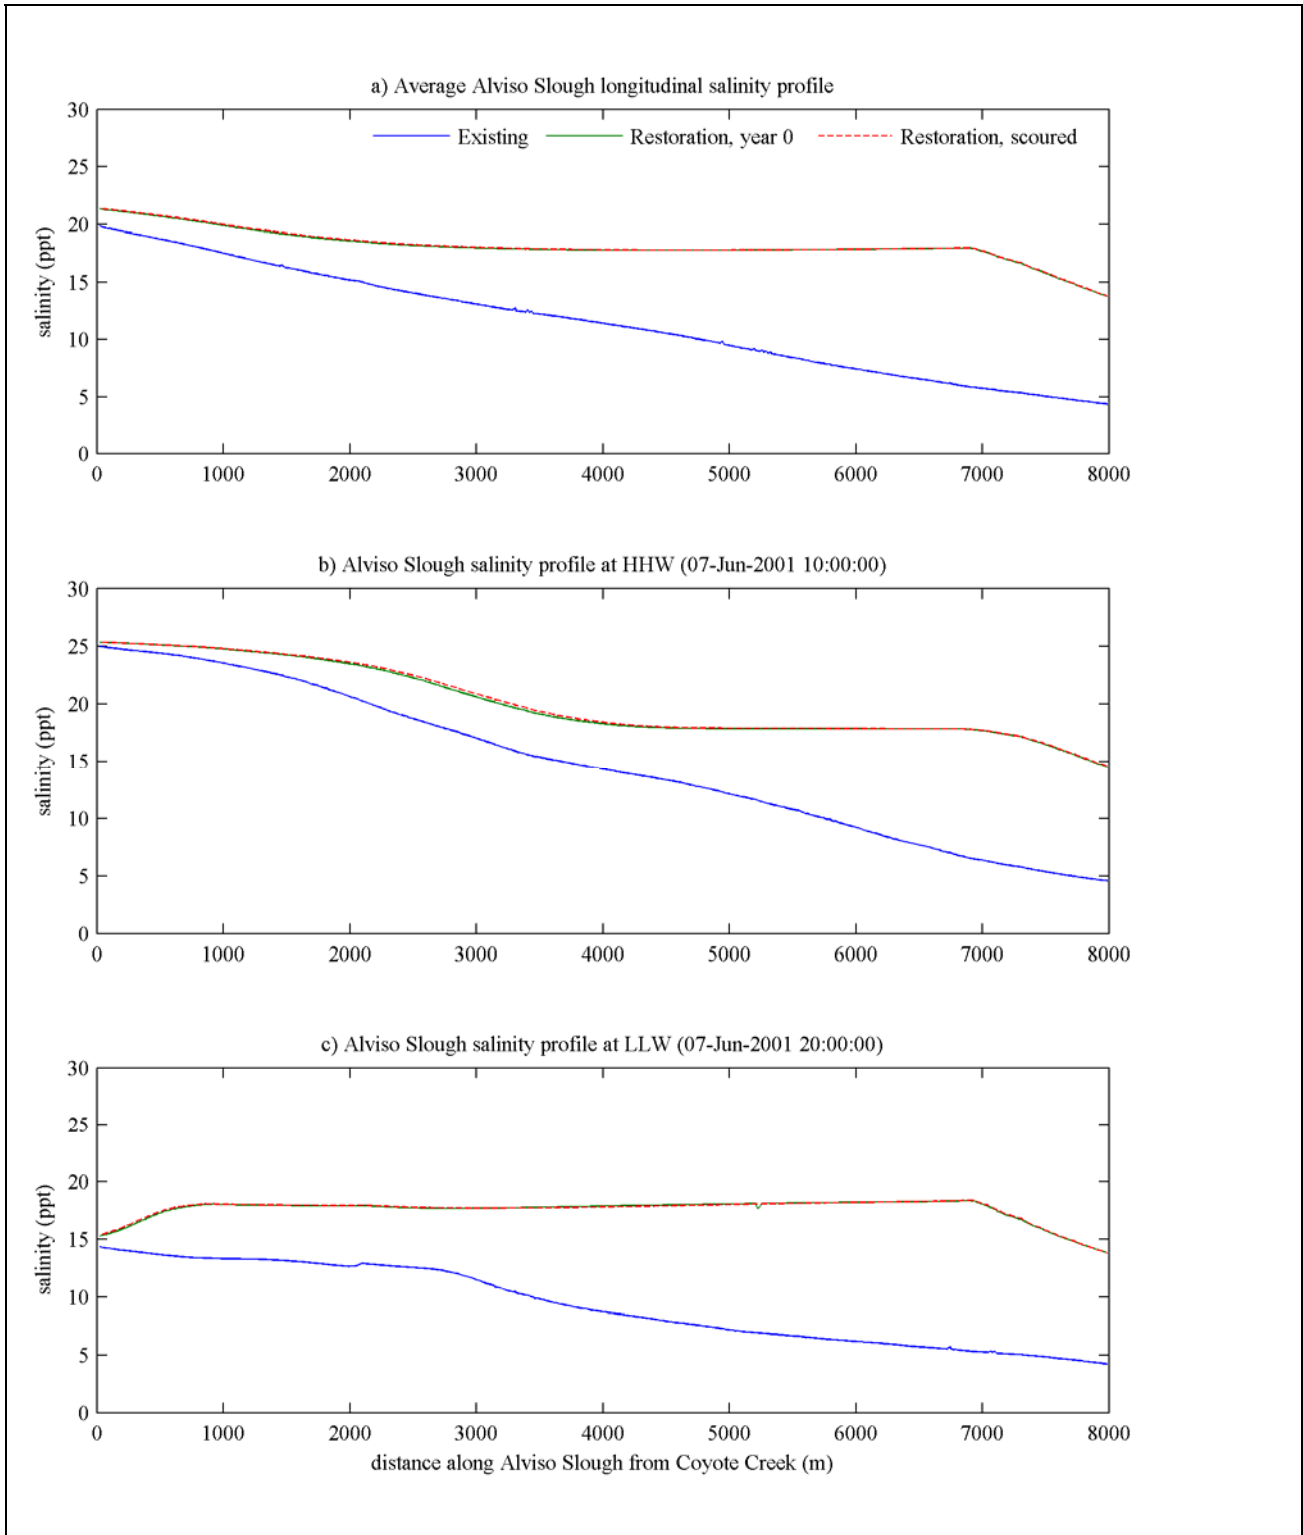 a) Average Alviso Slough longitudinal salinity profile
30
25
20
15
10
5
0
salinity (ppt)
Existing Restoration, year 0 Restoration, scoured
0 1000 2000 3000 4000 5000 6000 7000 8000
b) Alviso Slough salinity profile at HHW (07-Jun-2001 10:00:00)
30
25
20
15
10
5
0
salinity (ppt)
0 1000 2000 3000 4000 5000 6000 7000 8000
c) Alviso Slough salinity profile at LLW (07-Jun-2001 20:00:00)
30
25
20
15
10
5
0
salinity (ppt)
0 1000 2000 3000 4000 5000 6000 7000 8000
distance along Alviso Slough from Coyote Creek (m)